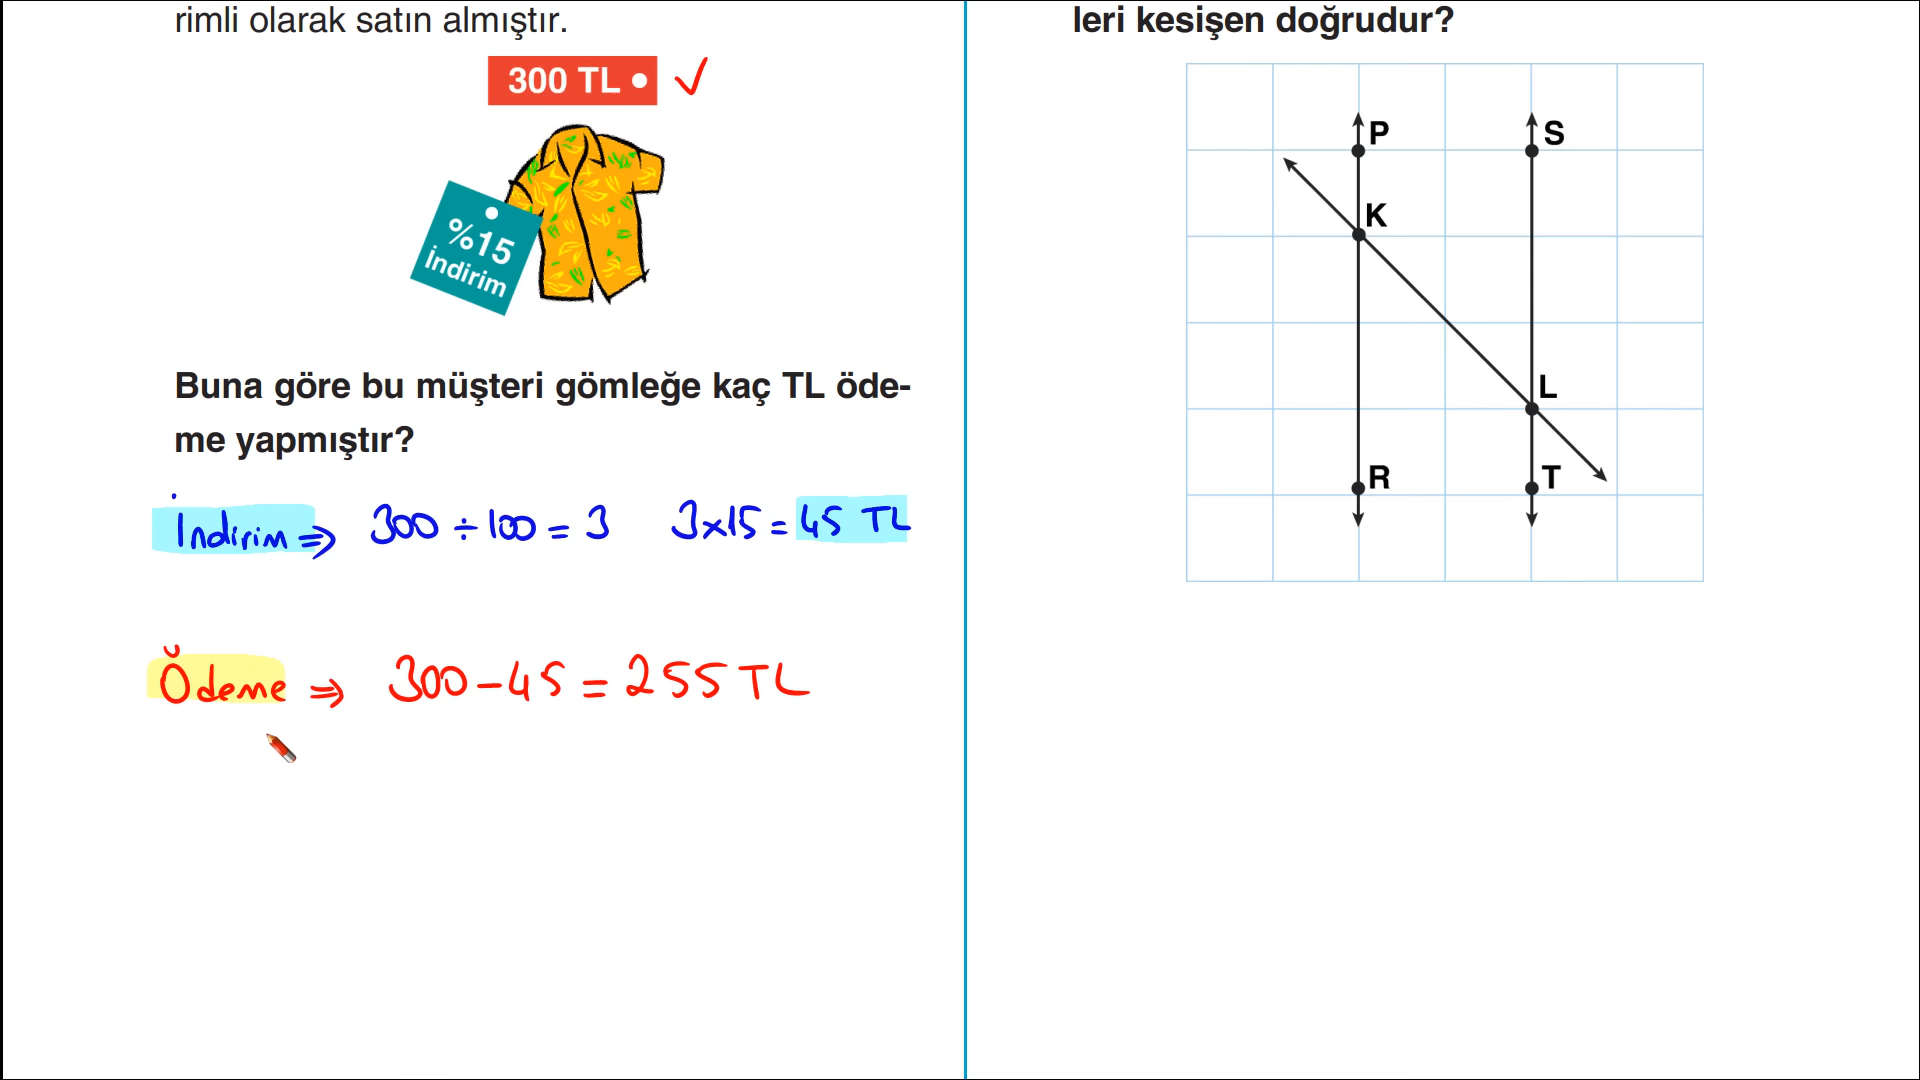 rimli olarak satın almıştır.
300 TL
%15
İndirim
Buna göre bu müşteri gömleğe kaç TL öde-
me yapmıştır?
İndirim ⇒ 300 ÷ 100 = 3 3x15 = 45 TL
Ödeme ⇒ 300 - 45 = 255 TL
leri kesişen doğrudur?
P
S
K
L
R
T